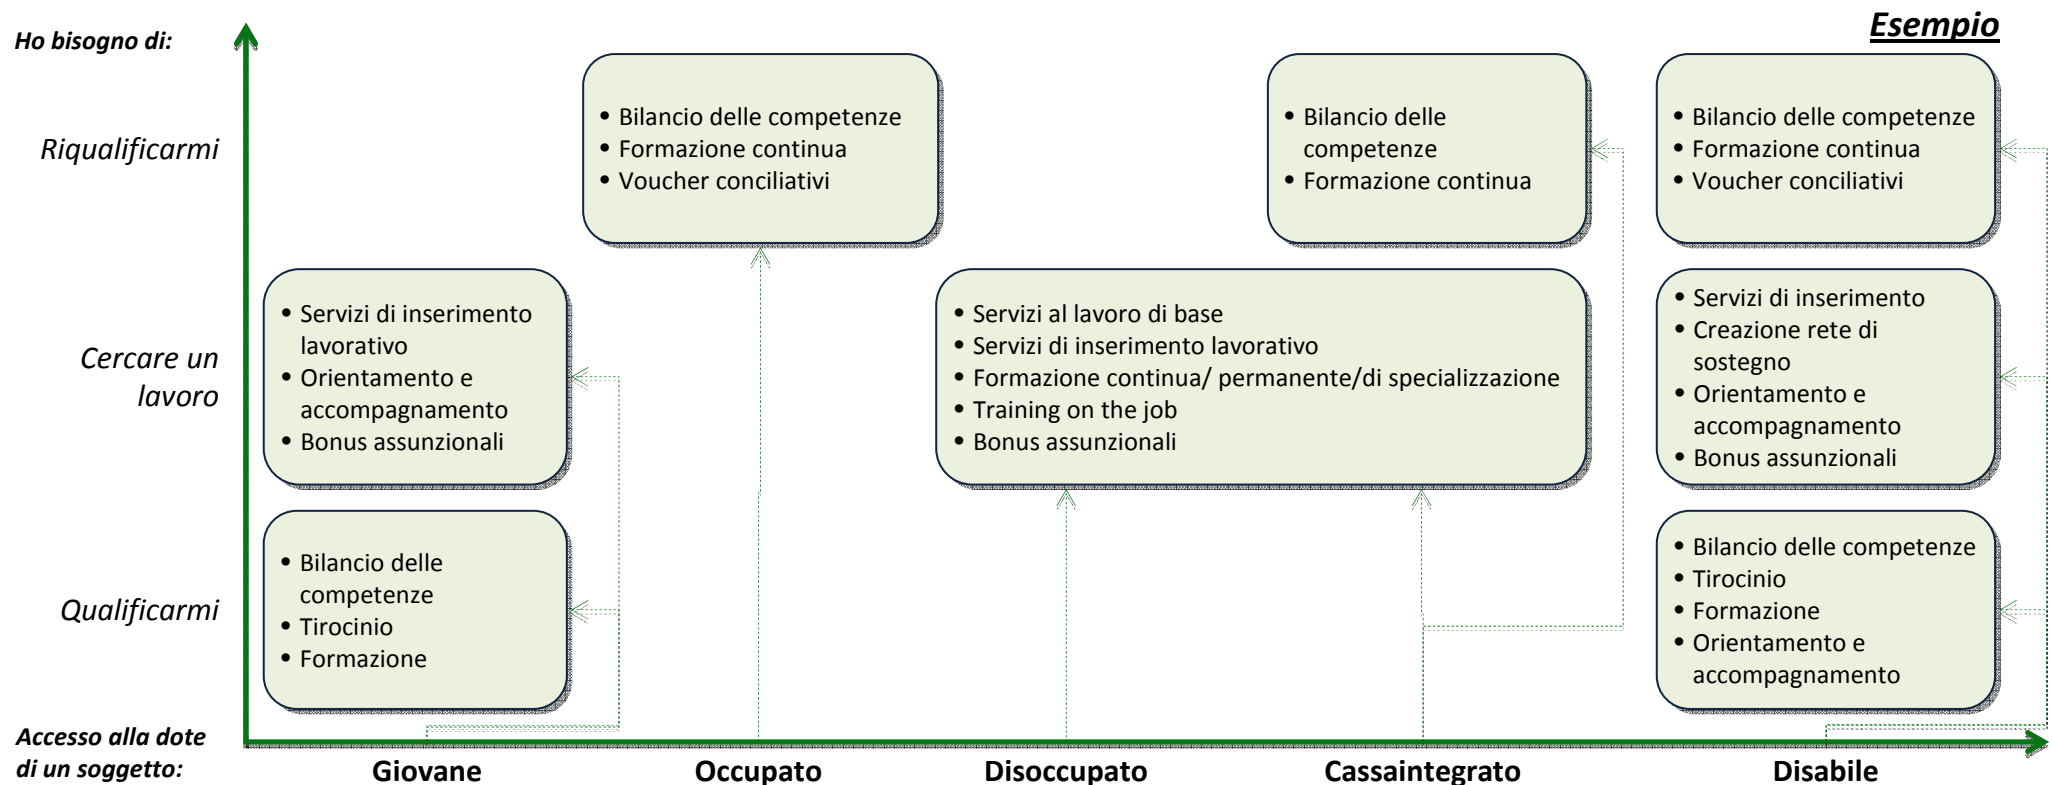 Esempio
Ho bisogno di:
Riqualificarmi
• Bilancio delle competenze
• Formazione continua
• Voucher conciliativi
• Bilancio delle
competenze
• Formazione continua
• Bilancio delle competenze
• Formazione continua
• Voucher conciliativi
Cercare un
lavoro
• Servizi di inserimento
lavorativo
• Orientamento e
accompagnamento
• Bonus assunzionali
• Servizi al lavoro di base
• Servizi di inserimento lavorativo
• Formazione continua/ permanente/di specializzazione
• Training on the job
• Bonus assunzionali
• Servizi di inserimento
• Creazione rete di
sostegno
• Orientamento e
accompagnamento
• Bonus assunzionali
Qualificarmi
• Bilancio delle
competenze
• Tirocinio
• Formazione
• Bilancio delle competenze
• Tirocinio
• Formazione
• Orientamento e
accompagnamento
Accesso alla dote
di un soggetto:
Giovane
Occupato
Disoccupato
Cassaintegrato
Disabile